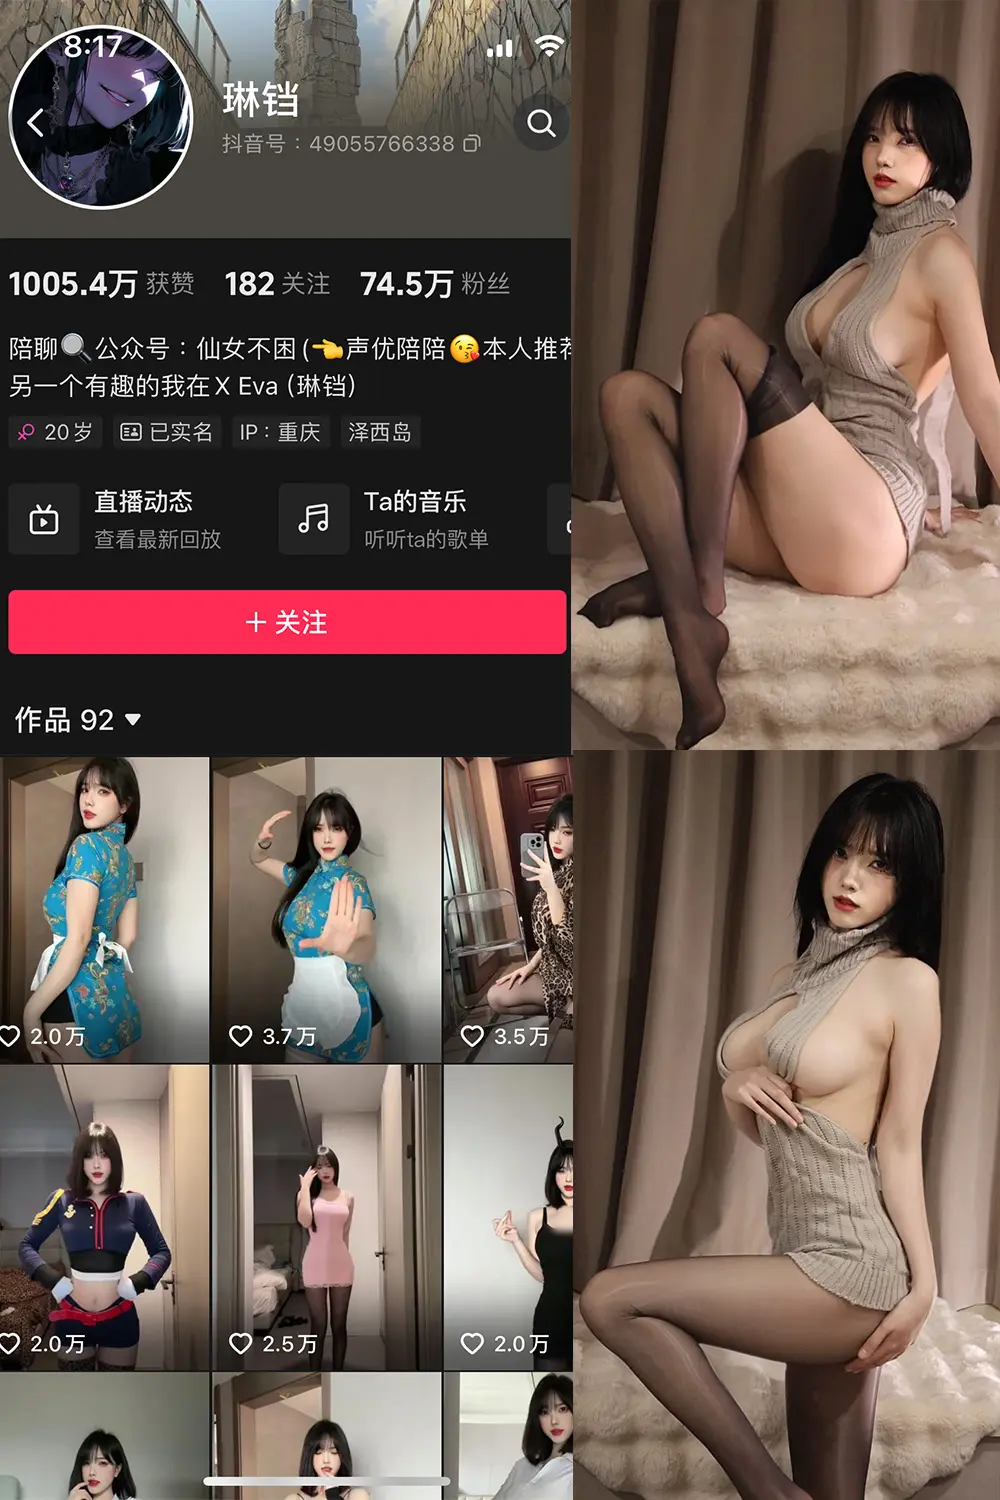 8:17
琳铛
抖音号：49055766338
1005.4万 获赞 182 关注 74.5万 粉丝
陪聊🔍公众号：仙女不困(👈声优陪陪😘本人推荐
另一个有趣的我在X Eva (琳铛)
20岁 已实名 IP：重庆 泽西岛
直播动态 Ta的音乐
查看最新回放 听听ta的歌单
+ 关注
作品 92
2.0万 3.7万 3.5万
2.0万 2.5万 2.0万